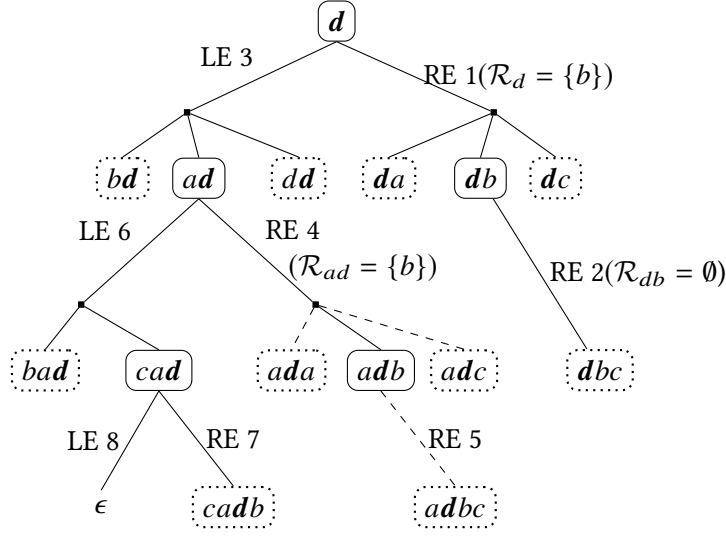 d
LE 3
RE 1(ℛ_d = {b})
bd ad dd da db dc
LE 6
RE 4
(ℛ_ad = {b})
RE 2(ℛ_db = ∅)
bad cad ada adb adc dbc
LE 8 RE 7 RE 5
ϵ cadb adbc